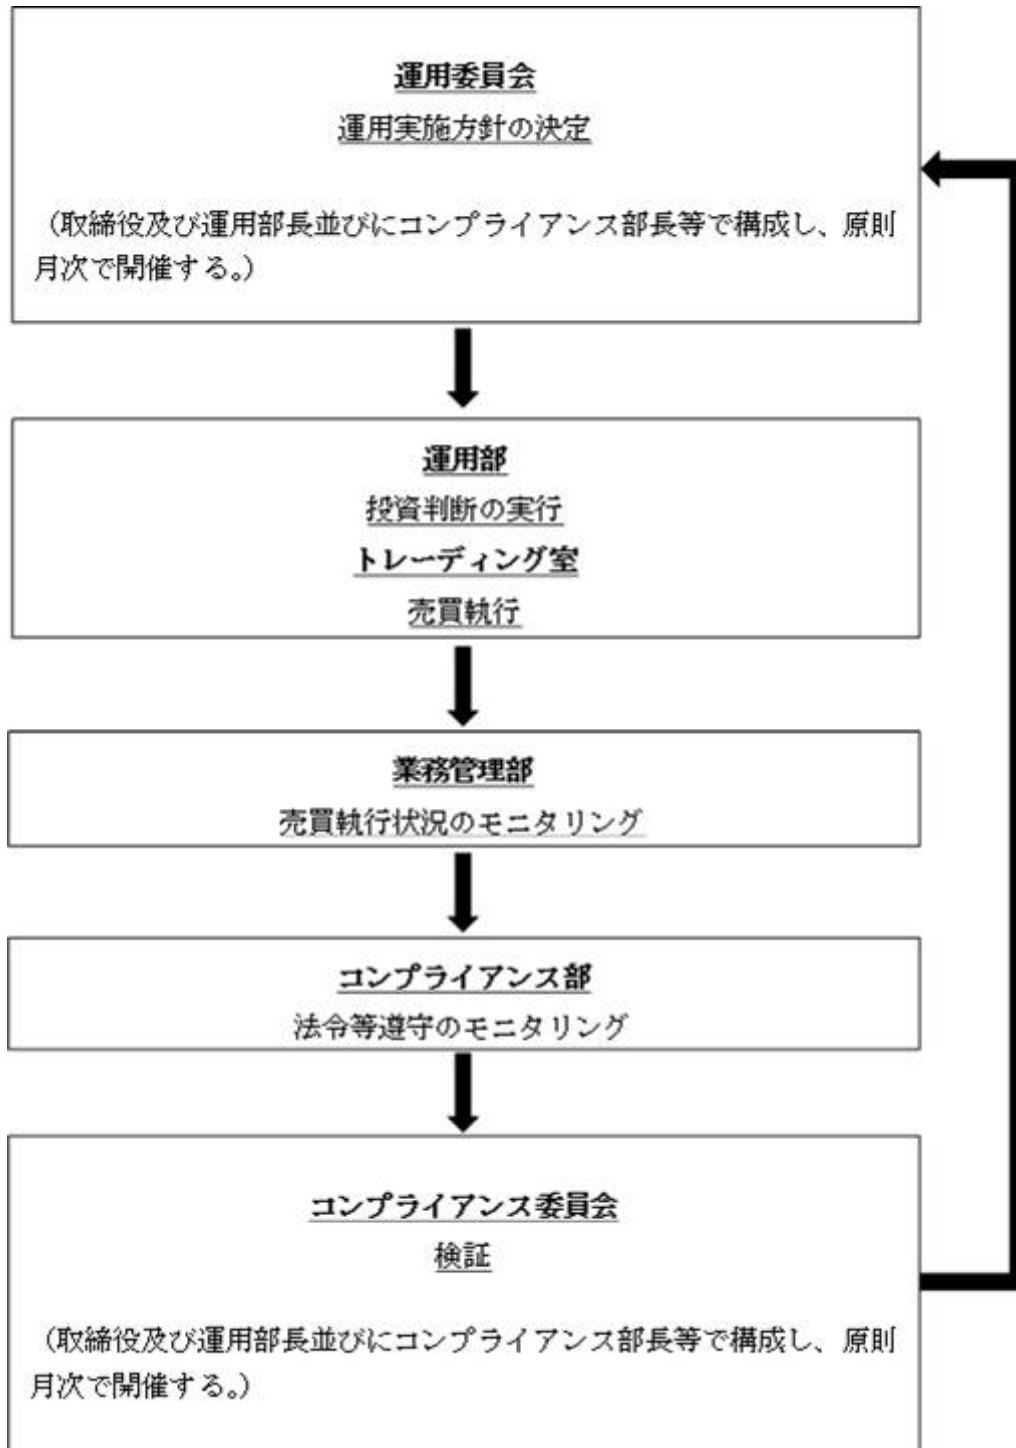 運用委員会
運用実施方針の決定
（取締役及び運用部長並びにコンプライアンス部長等で構成し、原則
月次で開催する。）
運用部
投資判断の実行
トレーディング室
売買執行
業務管理部
売買執行状況のモニタリング
コンプライアンス部
法令等遵守のモニタリング
コンプライアンス委員会
検証
（取締役及び運用部長並びにコンプライアンス部長等で構成し、原則
月次で開催する。）